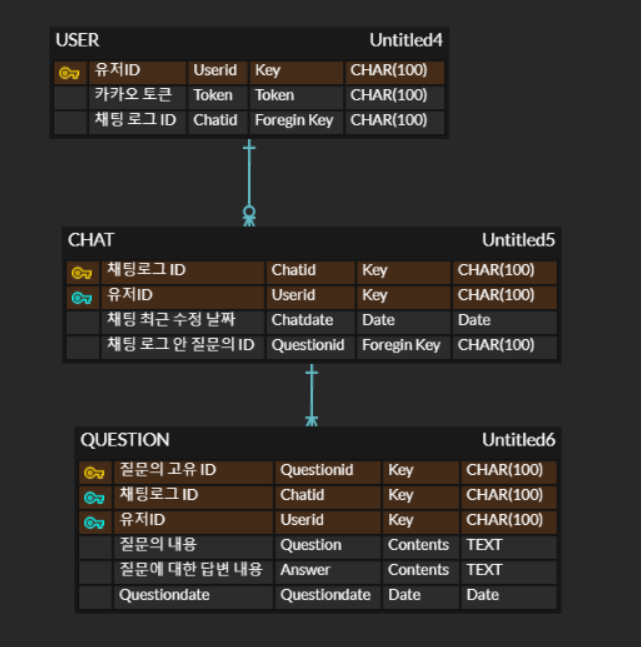 USER Untitled4
유저ID Userid Key CHAR(100)
카카오 토큰 Token Token CHAR(100)
채팅 로그 ID Chatid Foregin Key CHAR(100)
CHAT Untitled5
채팅로그 ID Chatid Key CHAR(100)
유저ID Userid Key CHAR(100)
채팅 최근 수정 날짜 Chatdate Date Date
채팅 로그 안 질문의 ID Questionid Foregin Key CHAR(100)
QUESTION Untitled6
질문의 고유 ID Questionid Key CHAR(100)
채팅로그 ID Chatid Key CHAR(100)
유저ID Userid Key CHAR(100)
질문의 내용 Question Contents TEXT
질문에 대한 답변 내용 Answer Contents TEXT
Questiondate Questiondate Date Date